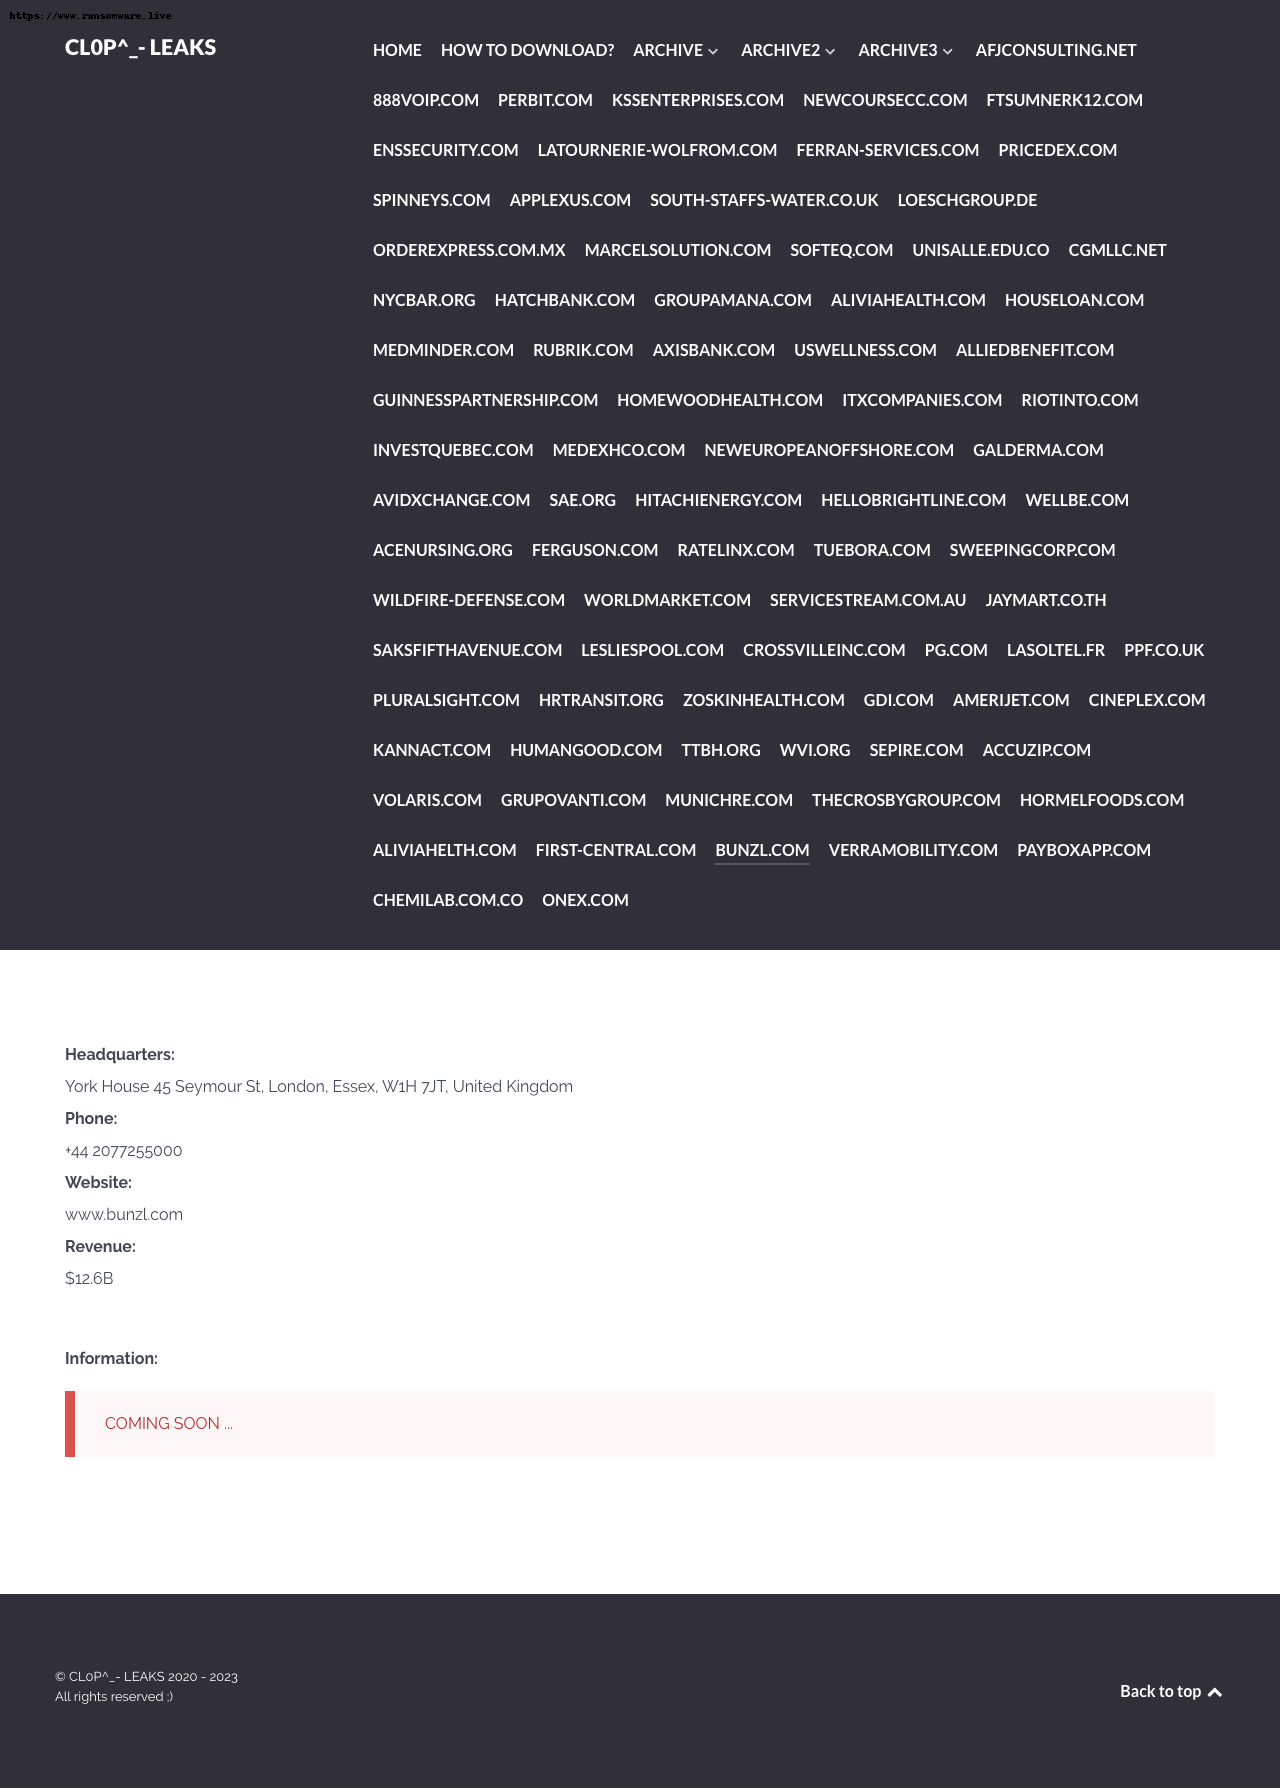 https://www.ransomware.live
CL0P^_- LEAKS
HOME HOW TO DOWNLOAD? ARCHIVE ARCHIVE2 ARCHIVE3 AFJCONSULTING.NET
888VOIP.COM PERBIT.COM KSSENTERPRISES.COM NEWCOURSECC.COM FTSUMNERK12.COM
ENSSECURITY.COM LATOURNERIE-WOLFROM.COM FERRAN-SERVICES.COM PRICEDEX.COM
SPINNEYS.COM APPLEXUS.COM SOUTH-STAFFS-WATER.CO.UK LOESCHGROUP.DE
ORDEREXPRESS.COM.MX MARCELSOLUTION.COM SOFTEQ.COM UNISALLE.EDU.CO CGMLLC.NET
NYCBAR.ORG HATCHBANK.COM GROUPAMANA.COM ALIVIAHEALTH.COM HOUSELOAN.COM
MEDMINDER.COM RUBRIK.COM AXISBANK.COM USWELLNESS.COM ALLIEDBENEFIT.COM
GUINNESSPARTNERSHIP.COM HOMEWOODHEALTH.COM ITXCOMPANIES.COM RIOTINTO.COM
INVESTQUEBEC.COM MEDEXHCO.COM NEWEUROPEANOFFSHORE.COM GALDERMA.COM
AVIDXCHANGE.COM SAE.ORG HITACHIENERGY.COM HELLOBRIGHTLINE.COM WELLBE.COM
ACENURSING.ORG FERGUSON.COM RATELINX.COM TUEBORA.COM SWEEPINGCORP.COM
WILDFIRE-DEFENSE.COM WORLDMARKET.COM SERVICESTREAM.COM.AU JAYMART.CO.TH
SAKSFIFTHAVENUE.COM LESLIESPOOL.COM CROSSVILLEINC.COM PG.COM LASOLTEL.FR PPF.CO.UK
PLURALSIGHT.COM HRTRANSIT.ORG ZOSKINHEALTH.COM GDI.COM AMERIJET.COM CINEPLEX.COM
KANNACT.COM HUMANGOOD.COM TTBH.ORG WVI.ORG SEPIRE.COM ACCUZIP.COM
VOLARIS.COM GRUPOVANTI.COM MUNICHRE.COM THECROSBYGROUP.COM HORMELFOODS.COM
ALIVIAHELTH.COM FIRST-CENTRAL.COM BUNZL.COM VERRAMOBILITY.COM PAYBOXAPP.COM
CHEMILAB.COM.CO ONEX.COM
Headquarters:
York House 45 Seymour St, London, Essex, W1H 7JT, United Kingdom
Phone:
+44 2077255000
Website:
www.bunzl.com
Revenue:
$12.6B
Information:
COMING SOON ...
© CL0P^_- LEAKS 2020 - 2023
All rights reserved ;)
Back to top